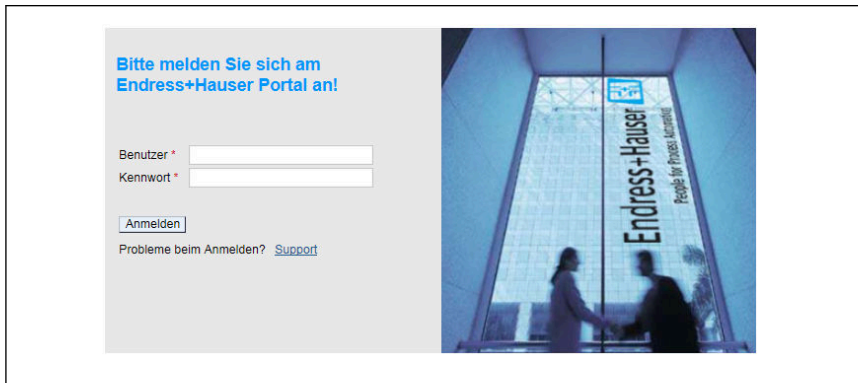 Bitte melden Sie sich am
Endress+Hauser Portal an!
Benutzer *
Kennwort *
Anmelden
Probleme beim Anmelden? Support
Endress+Hauser
People for Process Automation